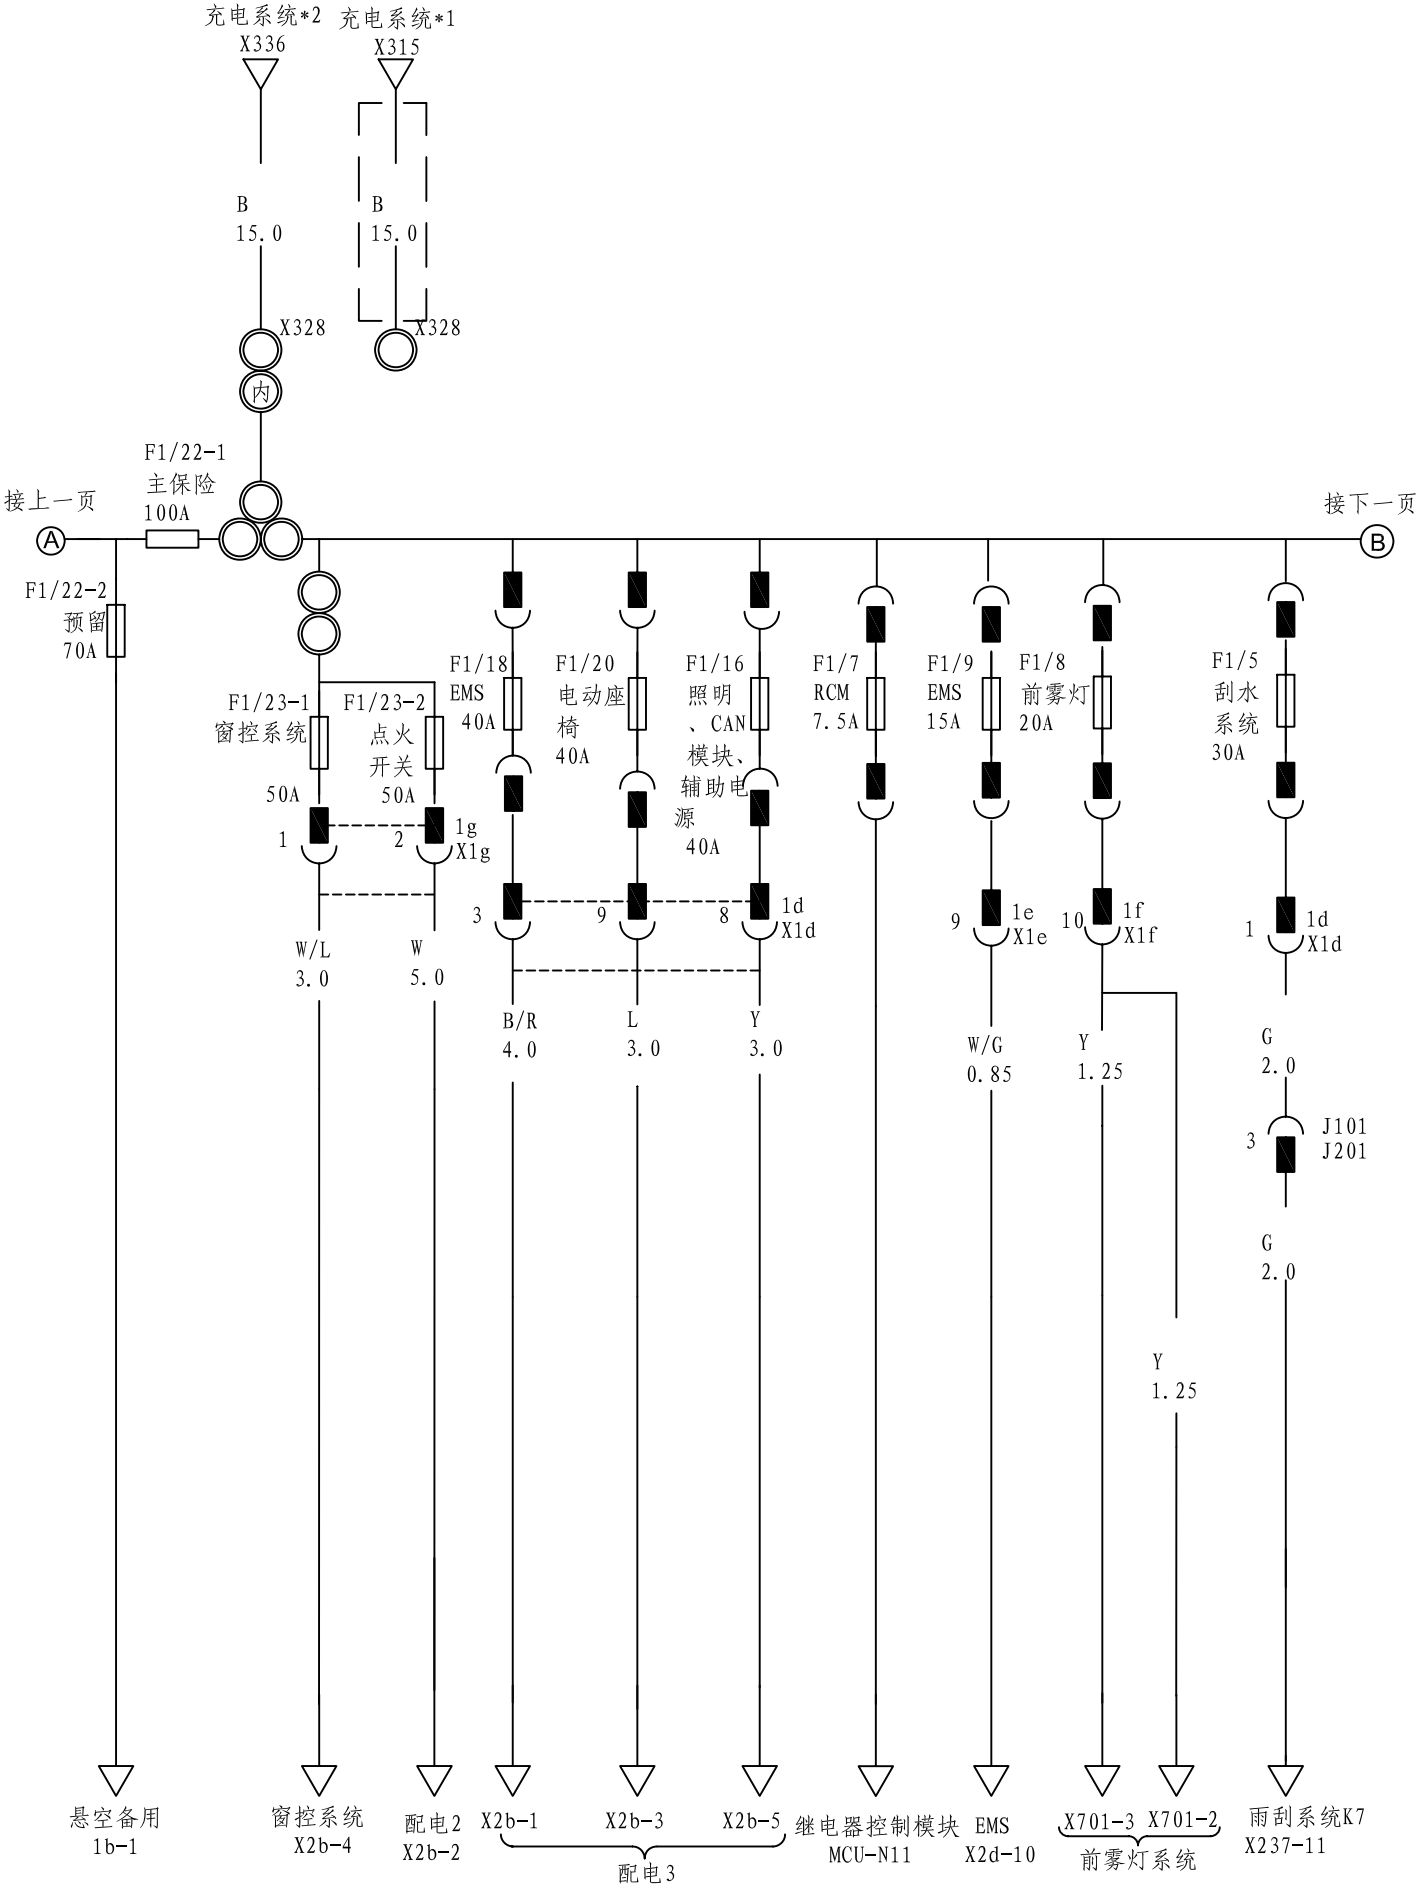 充电系统*2
X336
充电系统*1
X315
B
15.0
B
15.0
X328
X328
内
F1/22-1
主保险
100A
接上一页
A
接下一页
B
F1/22-2
预留
70A
F1/23-1
窗控系统
50A
F1/23-2
点火
开关
50A
F1/18
EMS
40A
F1/20
电动座
椅
40A
F1/16
照明
、CAN
模块、
辅助电
源
40A
F1/7
RCM
7.5A
F1/9
EMS
15A
F1/8
前雾灯
20A
F1/5
刮水
系统
30A
1
2
1g
X1g
3
9
8
1d
X1d
9
1e
X1e
10
1f
X1f
1
1d
X1d
W/L
3.0
W
5.0
B/R
4.0
L
3.0
Y
3.0
W/G
0.85
Y
1.25
G
2.0
3
J101
J201
G
2.0
Y
1.25
悬空备用
1b-1
窗控系统
X2b-4
配电2
X2b-2
X2b-1
X2b-3
X2b-5
配电3
继电器控制模块
MCU-N11
EMS
X2d-10
X701-3
X701-2
前雾灯系统
雨刮系统K7
X237-11